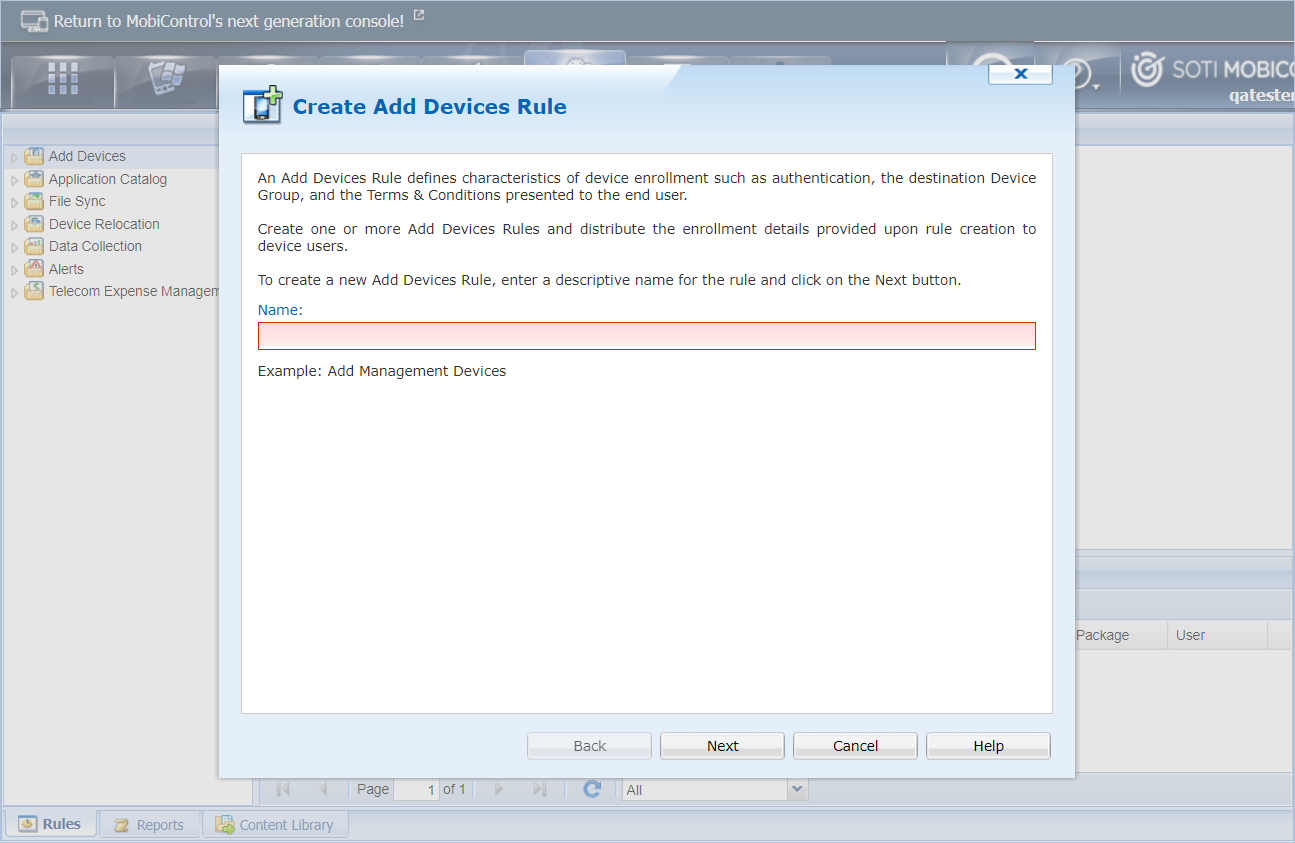 Return to MobiControl's next generation console!
SOTI MOBIC
qatester
Create Add Devices Rule
An Add Devices Rule defines characteristics of device enrollment such as authentication, the destination Device
Group, and the Terms & Conditions presented to the end user.
Create one or more Add Devices Rules and distribute the enrollment details provided upon rule creation to
device users.
To create a new Add Devices Rule, enter a descriptive name for the rule and click on the Next button.
Name:
Example: Add Management Devices
Back
Next
Cancel
Help
Add Devices
Application Catalog
File Sync
Device Relocation
Data Collection
Alerts
Telecom Expense Managem
Package
User
Page 1 of 1
All
Rules
Reports
Content Library